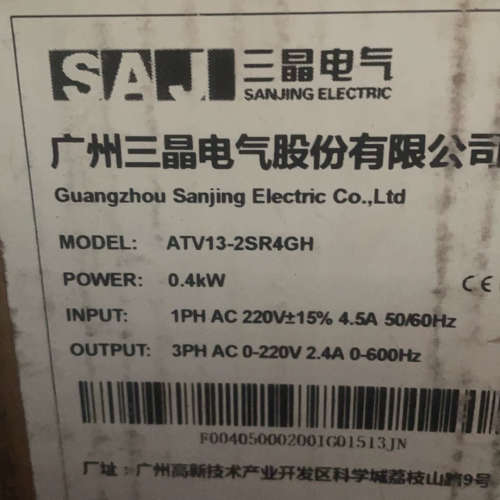 SAJ 三晶电气
SANJING ELECTRIC
广州三晶电气股份有限公司
Guangzhou Sanjing Electric Co.,Ltd
MODEL: ATV13-2SR4GH
POWER: 0.4kW CE
INPUT: 1PH AC 220V±15% 4.5A 50/60Hz
OUTPUT: 3PH AC 0-220V 2.4A 0-600Hz
F00405000200IG01513JN
厂址：广州高新技术产业开发区科学城荔枝山路9号